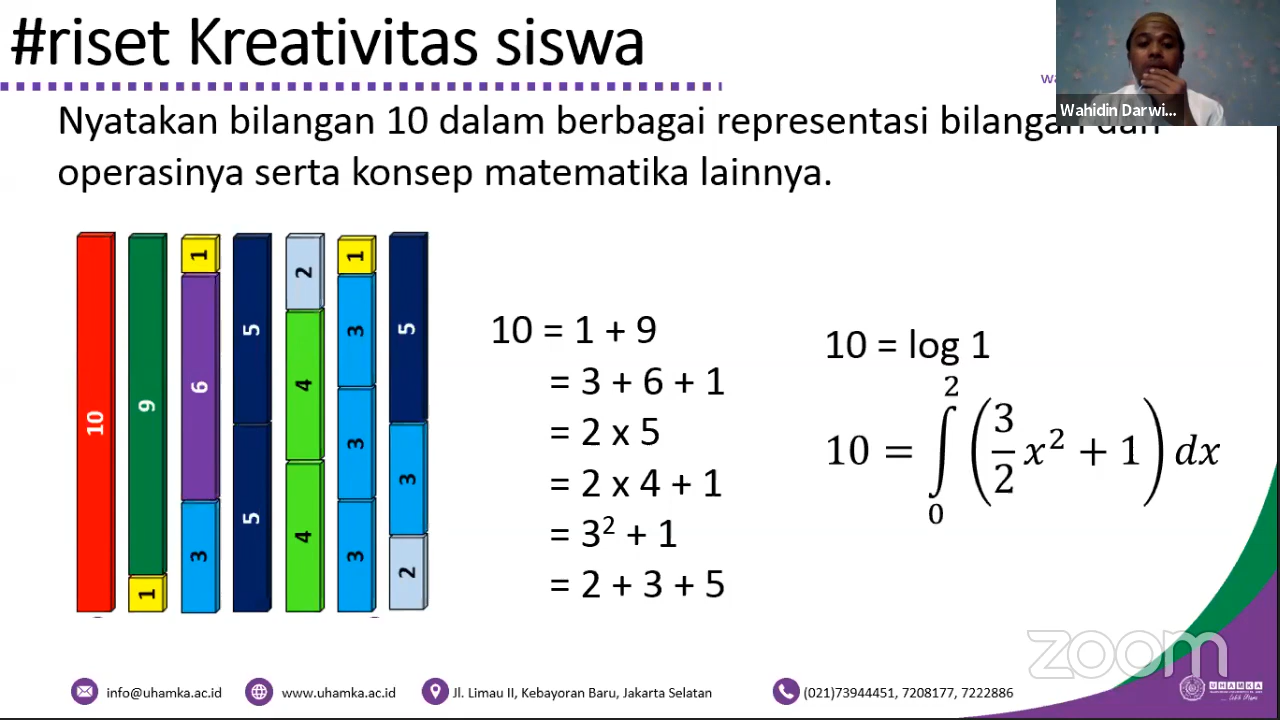 #riset Kreativitas siswa
wa
Wahidin Darwi...
Nyatakan bilangan 10 dalam berbagai representasi bilangan dan
operasinya serta konsep matematika lainnya.
10
9
1
1
6
3
5
5
2
4
4
1
3
3
3
5
3
2
10 = 1 + 9
= 3 + 6 + 1
= 2 x 5
= 2 x 4 + 1
= 3² + 1
= 2 + 3 + 5
10 = log 1
10 = ∫₀² (3/2 x² + 1) dx
zoom
info@uhamka.ac.id
www.uhamka.ac.id
Jl. Limau II, Kebayoran Baru, Jakarta Selatan
(021)73944451, 7208177, 7222886
UHAMKA